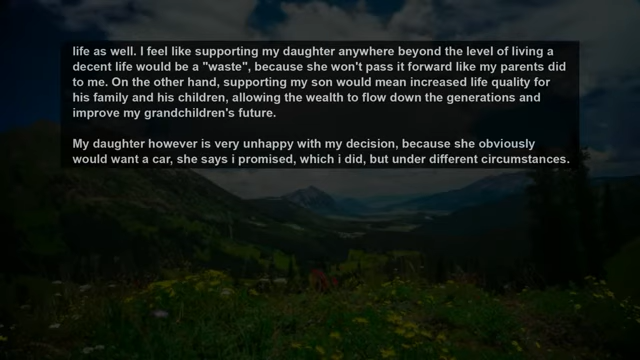 life as well. I feel like supporting my daughter anywhere beyond the level of living a
decent life would be a "waste", because she won't pass it forward like my parents did
to me. On the other hand, supporting my son would mean increased life quality for
his family and his children, allowing the wealth to flow down the generations and
improve my grandchildren's future.
My daughter however is very unhappy with my decision, because she obviously
would want a car, she says i promised, which i did, but under different circumstances.